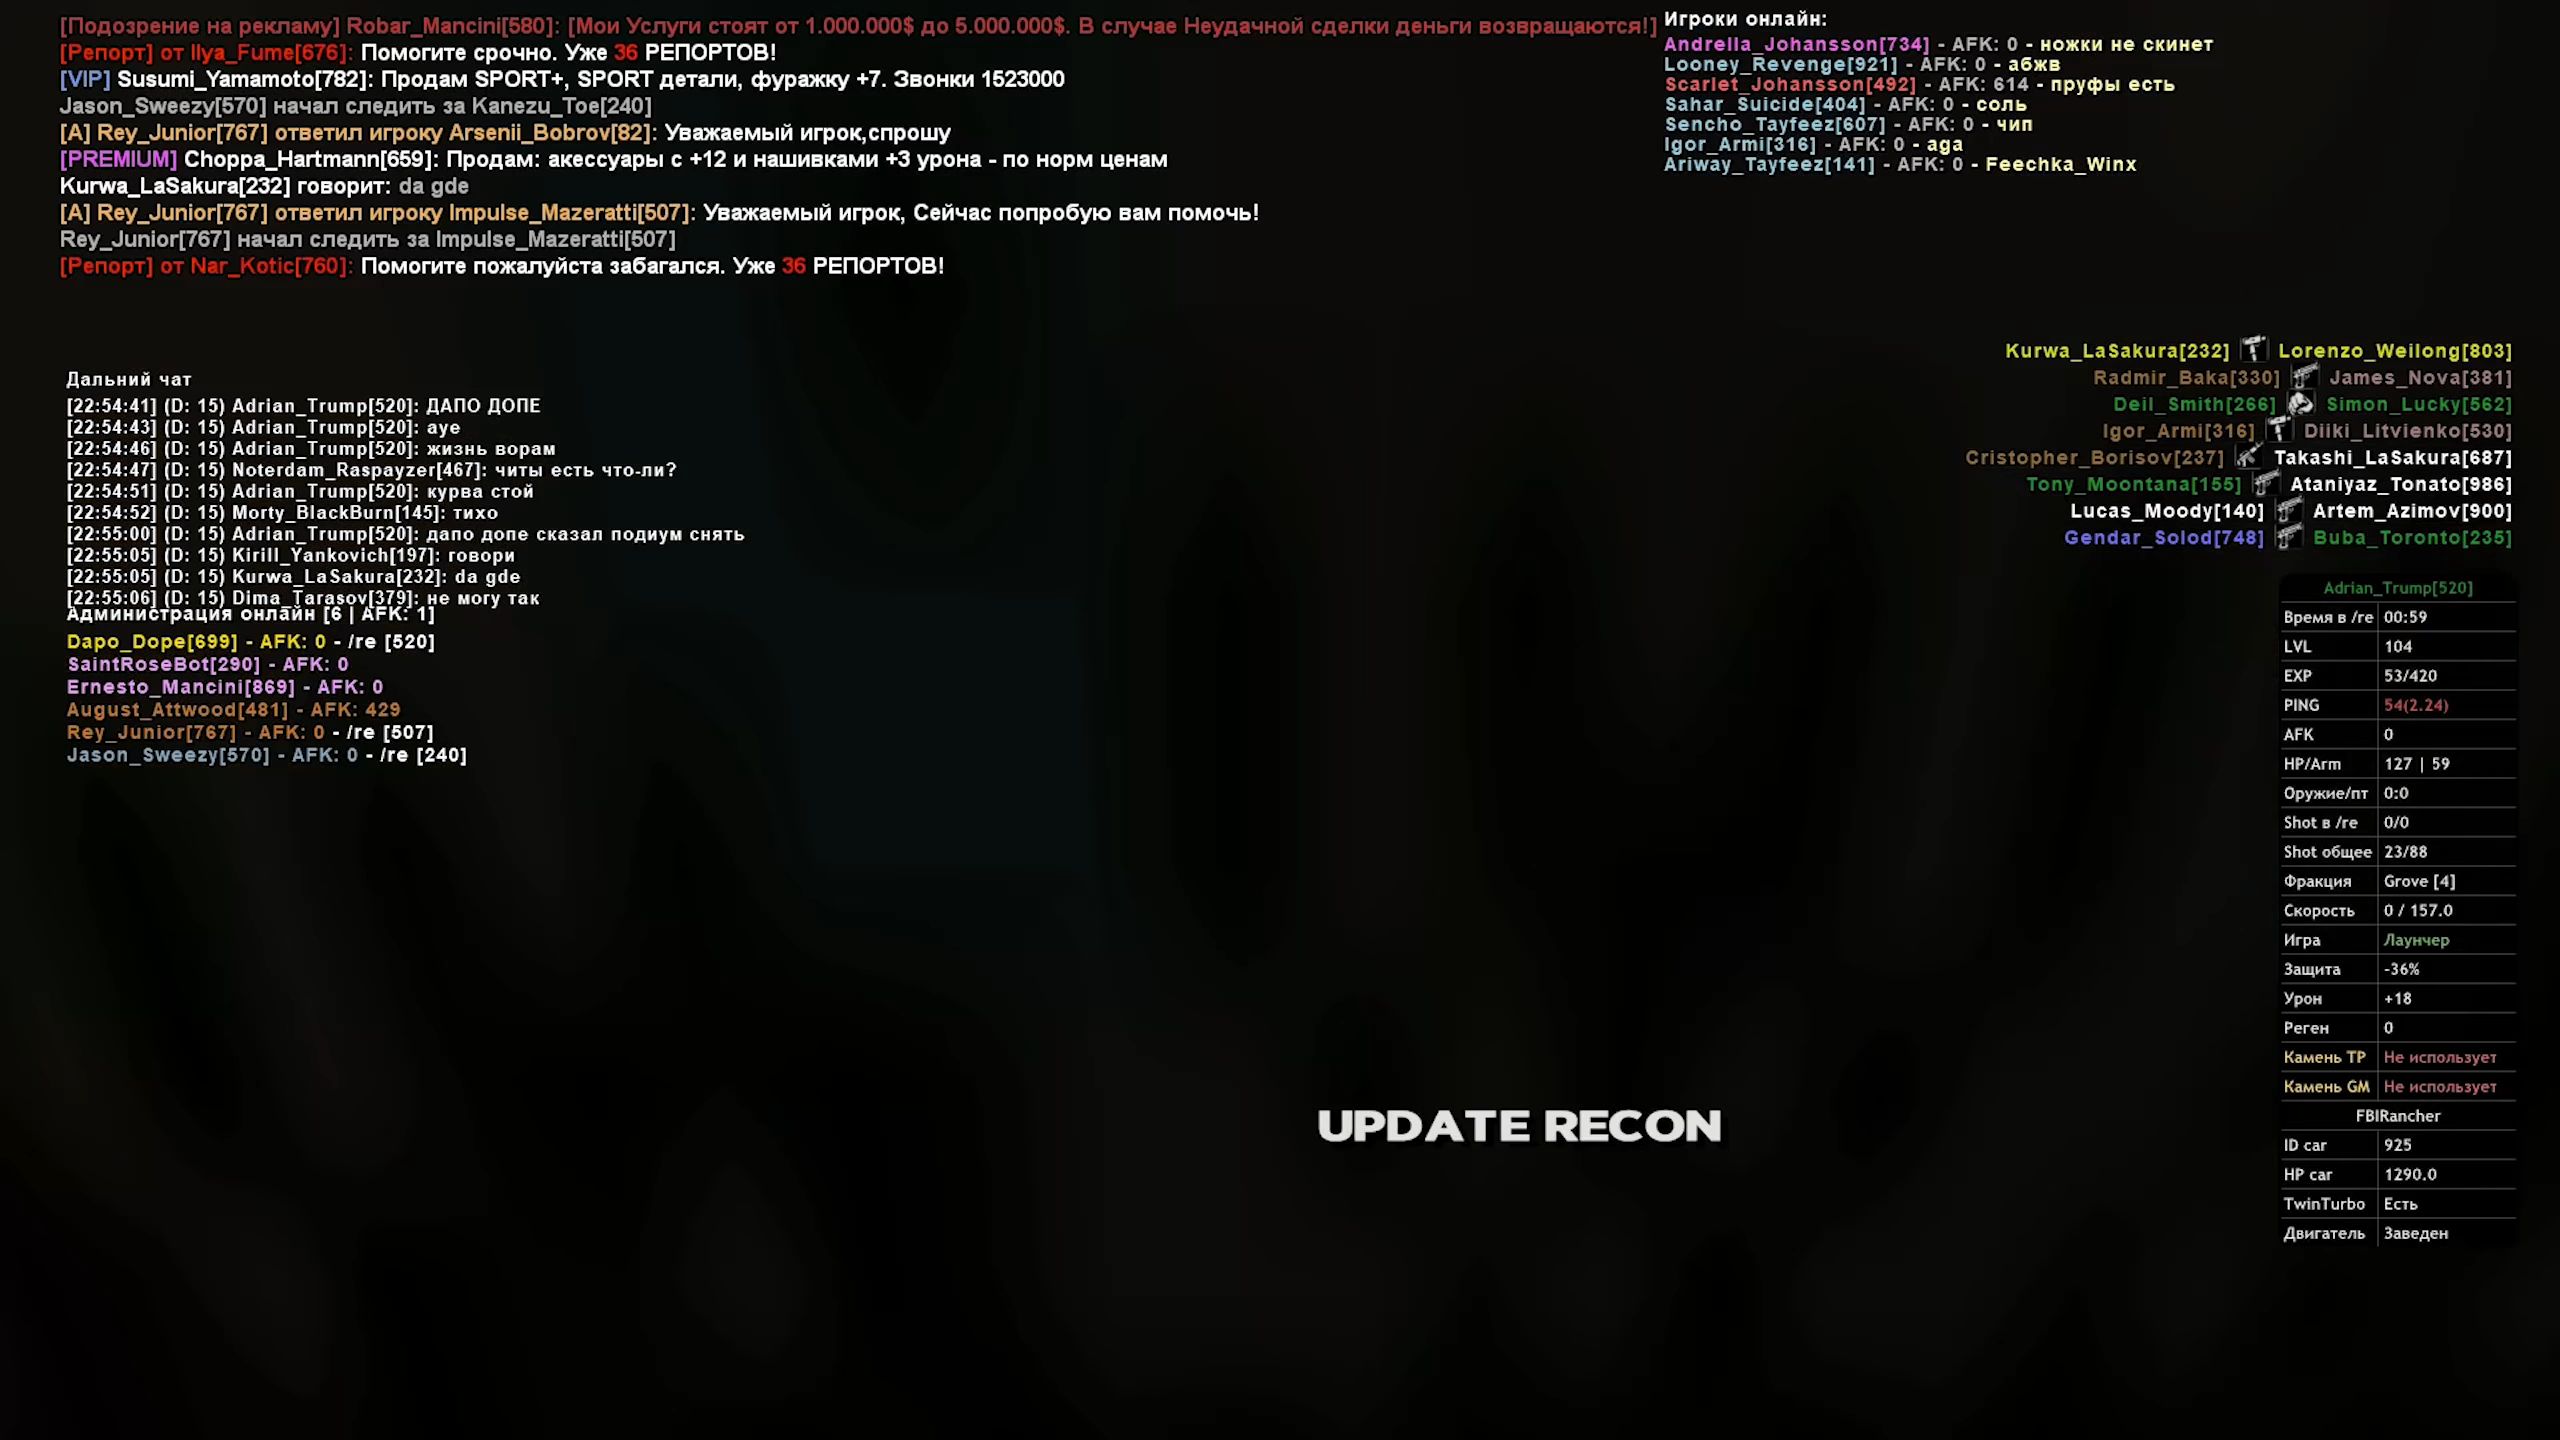 [Подозрение на рекламу] Robar_Mancini[580]: [Мои Услуги стоят от 1.000.000$ до 5.000.000$. В случае Неудачной сделки деньги возвращаются!]
[Репорт] от Ilya_Fume[676]: Помогите срочно. Уже 36 РЕПОРТОВ!
[VIP] Susumi_Yamamoto[782]: Продам SPORT+, SPORT детали, фуражку +7. Звонки 1523000
Jason_Sweezy[570] начал следить за Kanezu_Toe[240]
[A] Rey_Junior[767] ответил игроку Arsenii_Bobrov[82]: Уважаемый игрок,спрошу
[PREMIUM] Choppa_Hartmann[659]: Продам: акессуары с +12 и нашивками +3 урона - по норм ценам
Kurwa_LaSakura[232] говорит: da gde
[A] Rey_Junior[767] ответил игроку Impulse_Mazeratti[507]: Уважаемый игрок, Сейчас попробую вам помочь!
Rey_Junior[767] начал следить за Impulse_Mazeratti[507]
[Репорт] от Nar_Kotic[760]: Помогите пожалуйста забагался. Уже 36 РЕПОРТОВ!
Игроки онлайн:
Andrella_Johansson[734] - AFK: 0 - ножки не скинет
Looney_Revenge[921] - AFK: 0 - абжв
Scarlet_Johansson[492] - AFK: 614 - пруфы есть
Sahar_Suicide[404] - AFK: 0 - соль
Sencho_Tayfeez[607] - AFK: 0 - чип
Igor_Armi[316] - AFK: 0 - aga
Ariway_Tayfeez[141] - AFK: 0 - Feechka_Winx
Kurwa_LaSakura[232] Lorenzo_Weilong[803]
Radmir_Baka[330] James_Nova[381]
Deil_Smith[266] Simon_Lucky[562]
Igor_Armi[316] Diiki_Litvienko[530]
Cristopher_Borisov[237] Takashi_LaSakura[687]
Tony_Moontana[155] Ataniyaz_Tonato[986]
Lucas_Moody[140] Artem_Azimov[900]
Gendar_Solod[748] Buba_Toronto[235]
Дальний чат
[22:54:41] (D: 15) Adrian_Trump[520]: ДАПО ДОПЕ
[22:54:43] (D: 15) Adrian_Trump[520]: ауе
[22:54:46] (D: 15) Adrian_Trump[520]: жизнь ворам
[22:54:47] (D: 15) Noterdam_Raspayzer[467]: читы есть что-ли?
[22:54:51] (D: 15) Adrian_Trump[520]: курва стой
[22:54:52] (D: 15) Morty_BlackBurn[145]: тихо
[22:55:00] (D: 15) Adrian_Trump[520]: дапо допе сказал подиум снять
[22:55:05] (D: 15) Kirill_Yankovich[197]: говори
[22:55:05] (D: 15) Kurwa_LaSakura[232]: da gde
[22:55:06] (D: 15) Dima_Tarasov[379]: не могу так
Администрация онлайн [6 | AFK: 1]
Dapo_Dope[699] - AFK: 0 - /re [520]
SaintRoseBot[290] - AFK: 0
Ernesto_Mancini[869] - AFK: 0
August_Attwood[481] - AFK: 429
Rey_Junior[767] - AFK: 0 - /re [507]
Jason_Sweezy[570] - AFK: 0 - /re [240]
Adrian_Trump[520]
Время в /re 00:59
LVL 104
EXP 53/420
PING 54(2.24)
AFK 0
HP/Arm 127 | 59
Оружие/пт 0:0
Shot в /re 0/0
Shot общее 23/88
Фракция Grove [4]
Скорость 0 / 157.0
Игра Лаунчер
Защита -36%
Урон +18
Реген 0
Камень TP Не использует
Камень GM Не использует
FBIRancher
ID car 925
HP car 1290.0
TwinTurbo Есть
Двигатель Заведен
UPDATE RECON